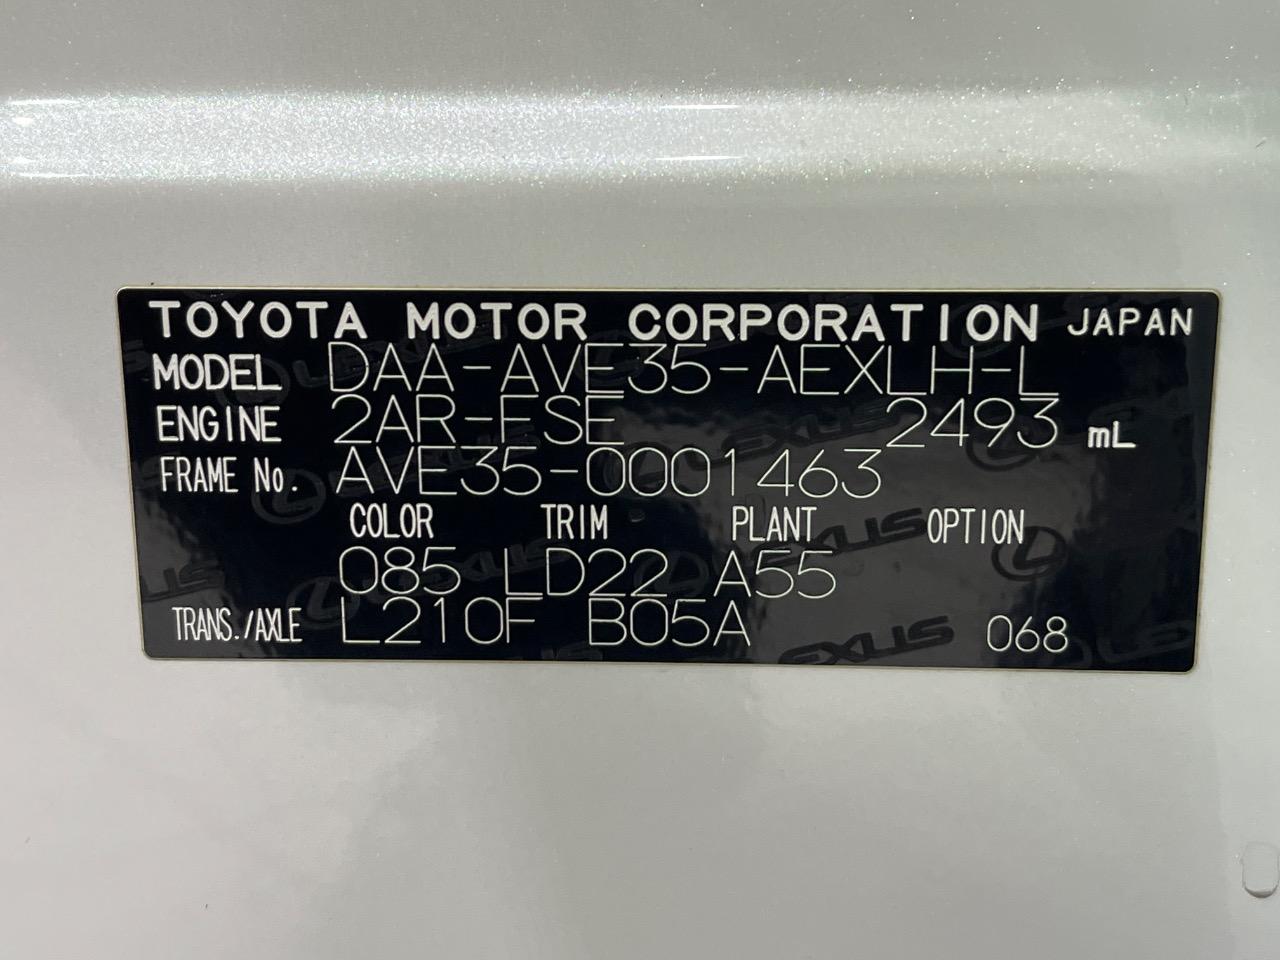 TOYOTA MOTOR CORPORATION JAPAN
MODEL DAA-AVE35-AEXLH-L
ENGINE 2AR-FSE 2493 mL
FRAME No. AVE35-0001463
COLOR TRIM PLANT OPTION
085 LD22 A55
TRANS./AXLE L210F B05A 068